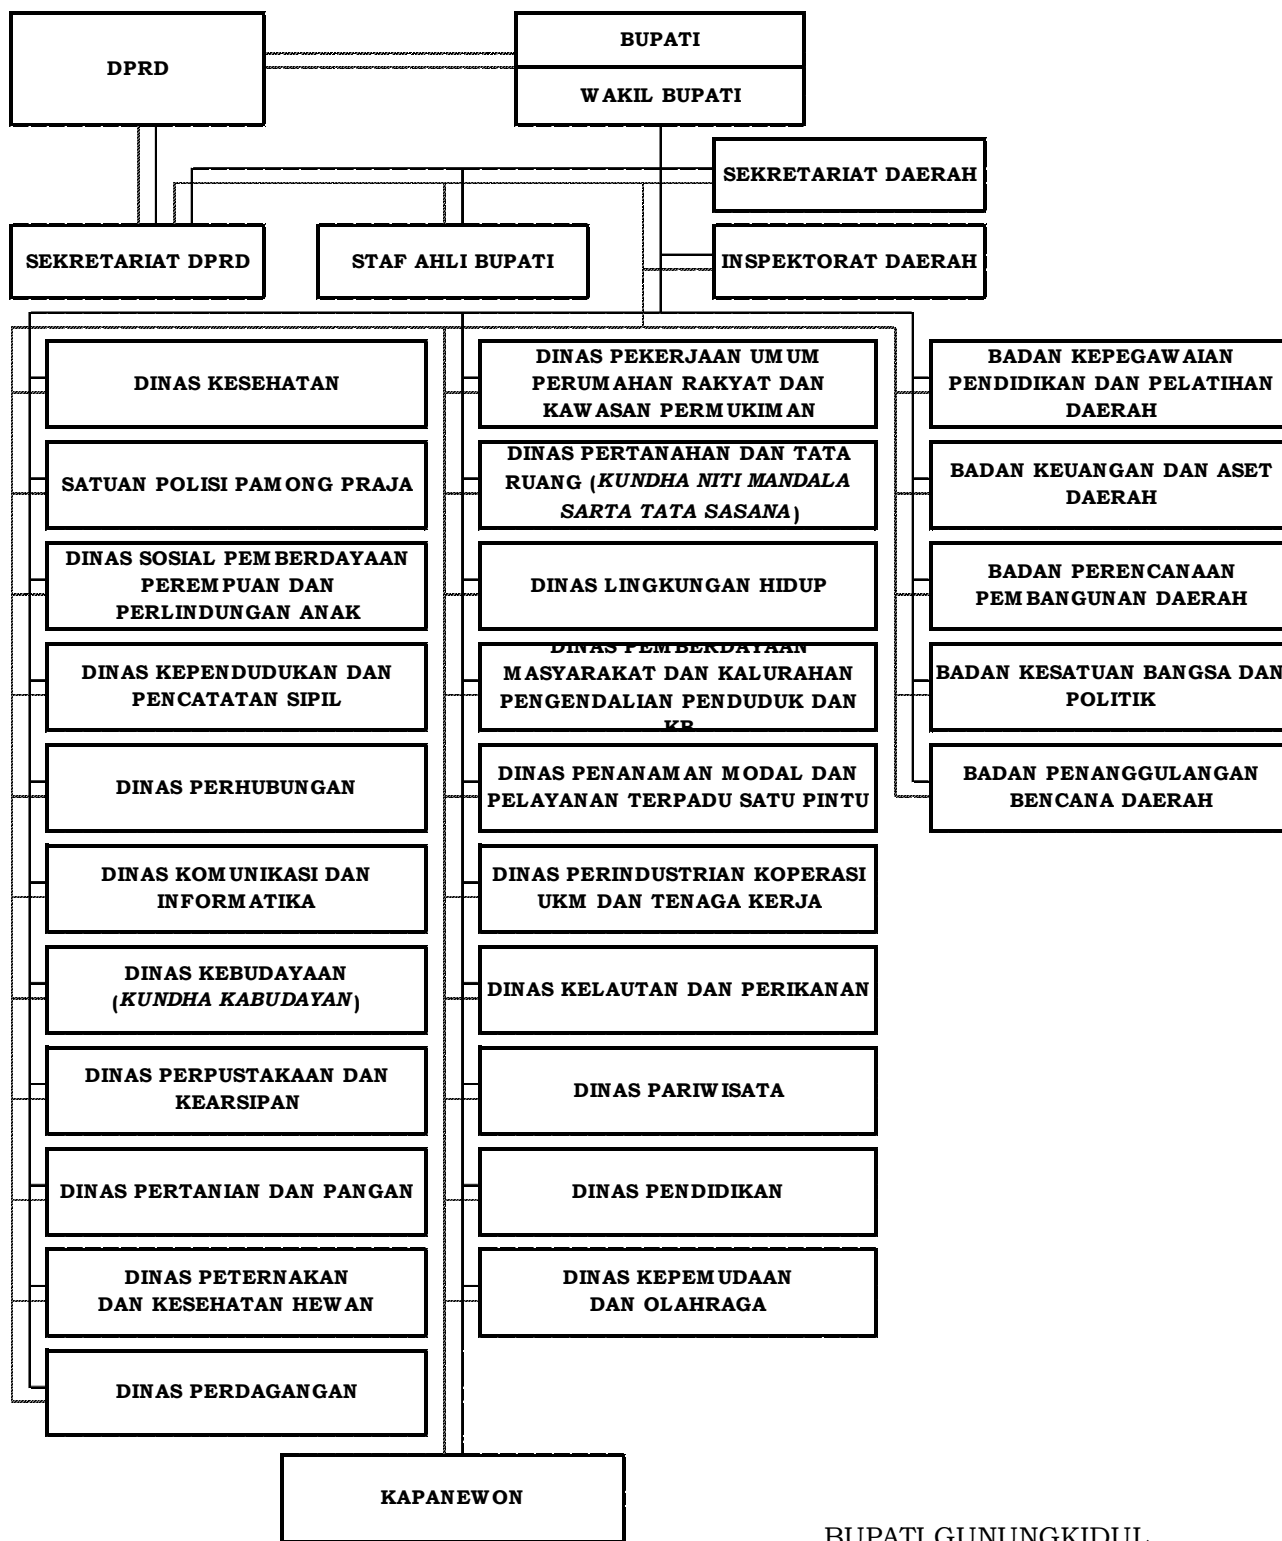 DPRD
BUPATI
WAKIL BUPATI
SEKRETARIAT DAERAH
SEKRETARIAT DPRD
STAF AHLI BUPATI
INSPEKTORAT DAERAH
DINAS KESEHATAN
SATUAN POLISI PAMONG PRAJA
DINAS SOSIAL PEMBERDAYAAN
PEREMPUAN DAN
PERLINDUNGAN ANAK
DINAS KEPENDUDUKAN DAN
PENCATATAN SIPIL
DINAS PERHUBUNGAN
DINAS KOMUNIKASI DAN
INFORMATIKA
DINAS KEBUDAYAAN
(KUNDHA KABUDAYAN)
DINAS PERPUSTAKAAN DAN
KEARSIPAN
DINAS PERTANIAN DAN PANGAN
DINAS PETERNAKAN
DAN KESEHATAN HEWAN
DINAS PERDAGANGAN
DINAS PEKERJAAN UMUM
PERUMAHAN RAKYAT DAN
KAWASAN PERMUKIMAN
DINAS PERTANAHAN DAN TATA
RUANG (KUNDHA NITI MANDALA
SARTA TATA SASANA)
DINAS LINGKUNGAN HIDUP
DINAS PEMBERDAYAAN
MASYARAKAT DAN KALURAHAN
PENGENDALIAN PENDUDUK DAN
KB
DINAS PENANAMAN MODAL DAN
PELAYANAN TERPADU SATU PINTU
DINAS PERINDUSTRIAN KOPERASI
UKM DAN TENAGA KERJA
DINAS KELAUTAN DAN PERIKANAN
DINAS PARIWISATA
DINAS PENDIDIKAN
DINAS KEPEMUDAAN
DAN OLAHRAGA
BADAN KEPEGAWAIAN
PENDIDIKAN DAN PELATIHAN
DAERAH
BADAN KEUANGAN DAN ASET
DAERAH
BADAN PERENCANAAN
PEMBANGUNAN DAERAH
BADAN KESATUAN BANGSA DAN
POLITIK
BADAN PENANGGULANGAN
BENCANA DAERAH
KAPANEWON
BUPATI GUNUNGKIDUL